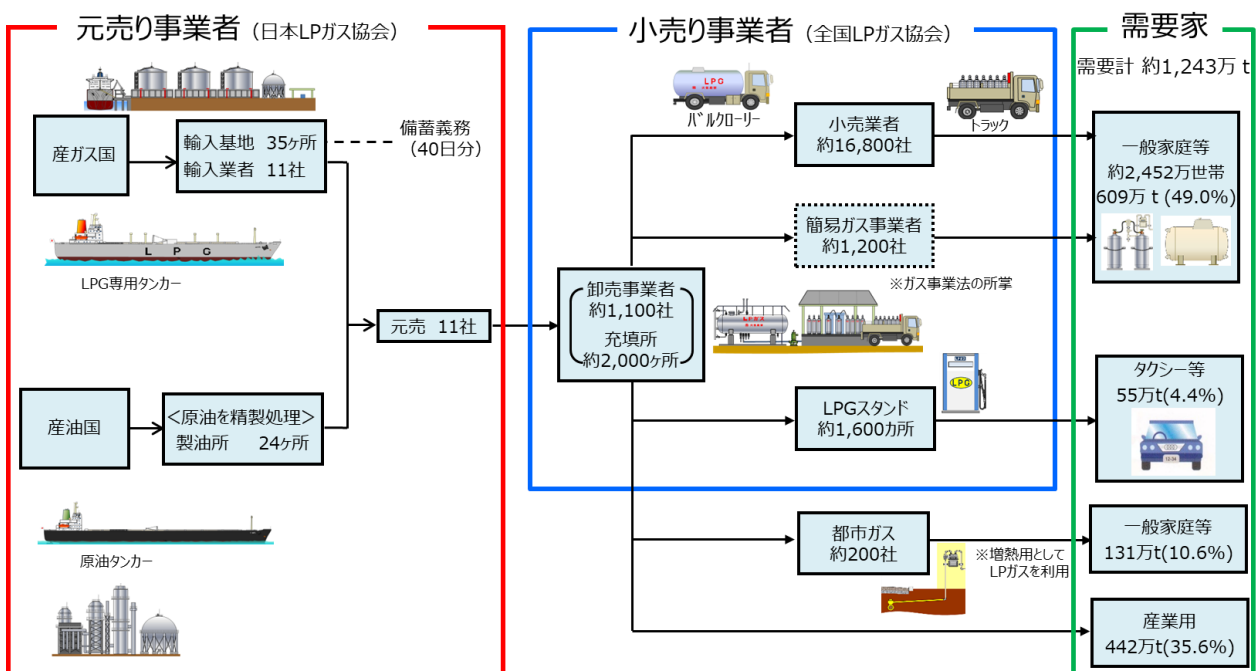 元売り事業者（日本LPガス協会）
産ガス国
輸入基地 35ヶ所
輸入業者 11社
備蓄義務
（40日分）
LPG
LPG専用タンカー
元売 11社
産油国
<原油を精製処理>
製油所 24ヶ所
原油タンカー
小売り事業者（全国LPガス協会）
LPG
バルクローリー
小売業者
約16,800社
トラック
簡易ガス事業者
約1,200社
※ガス事業法の所掌
卸売事業者
約1,100社
充填所
約2,000ヶ所
LPガス
LPG
LPGスタンド
約1,600カ所
都市ガス
約200社
※増熱用として
LPガスを利用
需要家
需要計 約1,243万 t
一般家庭等
約2,452万世帯
609万 t (49.0%)
タクシー等
55万t(4.4%)
一般家庭等
131万t(10.6%)
産業用
442万t(35.6%)